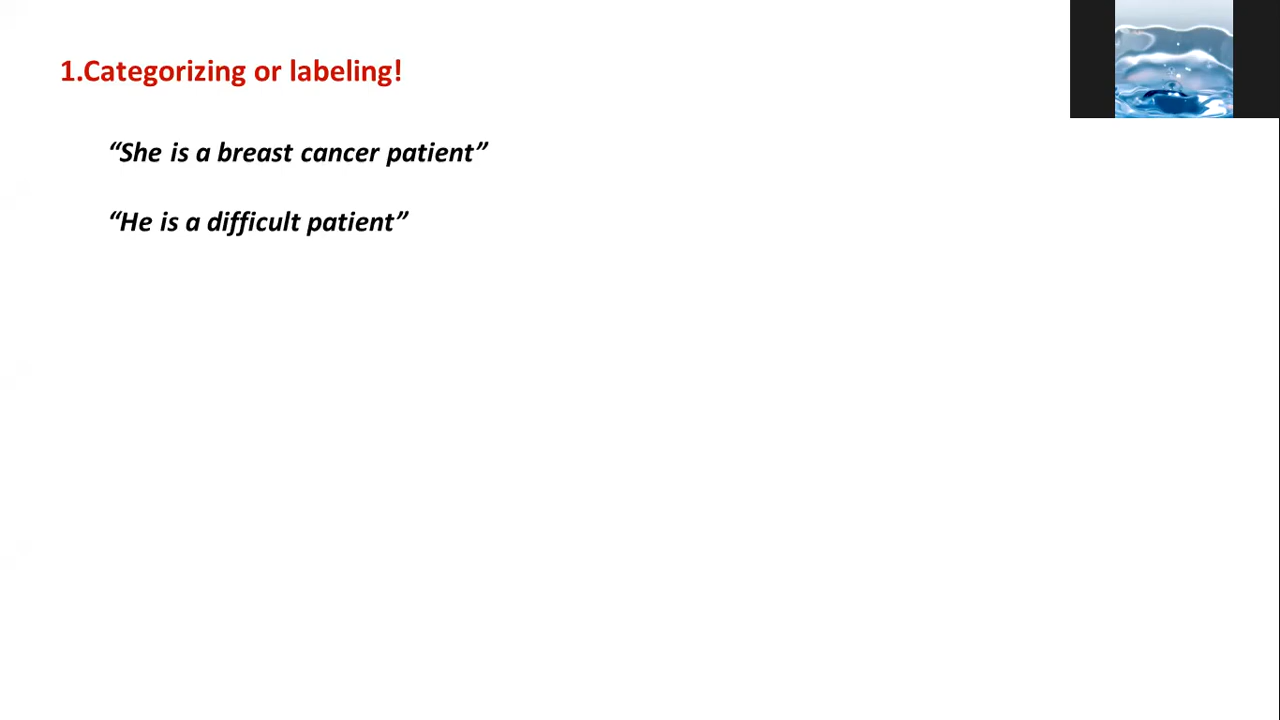 1.Categorizing or labeling!
“She is a breast cancer patient”
“He is a difficult patient”